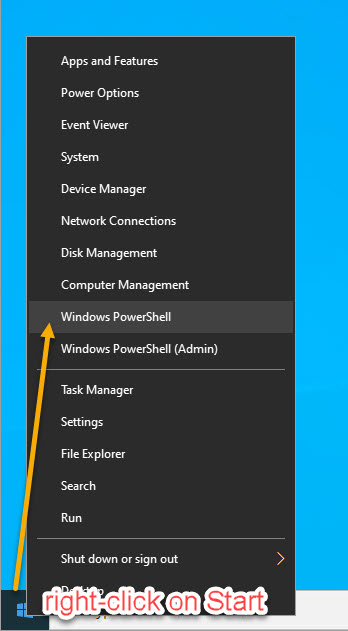 Apps and Features
Power Options
Event Viewer
System
Device Manager
Network Connections
Disk Management
Computer Management
Windows PowerShell
Windows PowerShell (Admin)
Task Manager
Settings
File Explorer
Search
Run
Shut down or sign out
right-click on Start